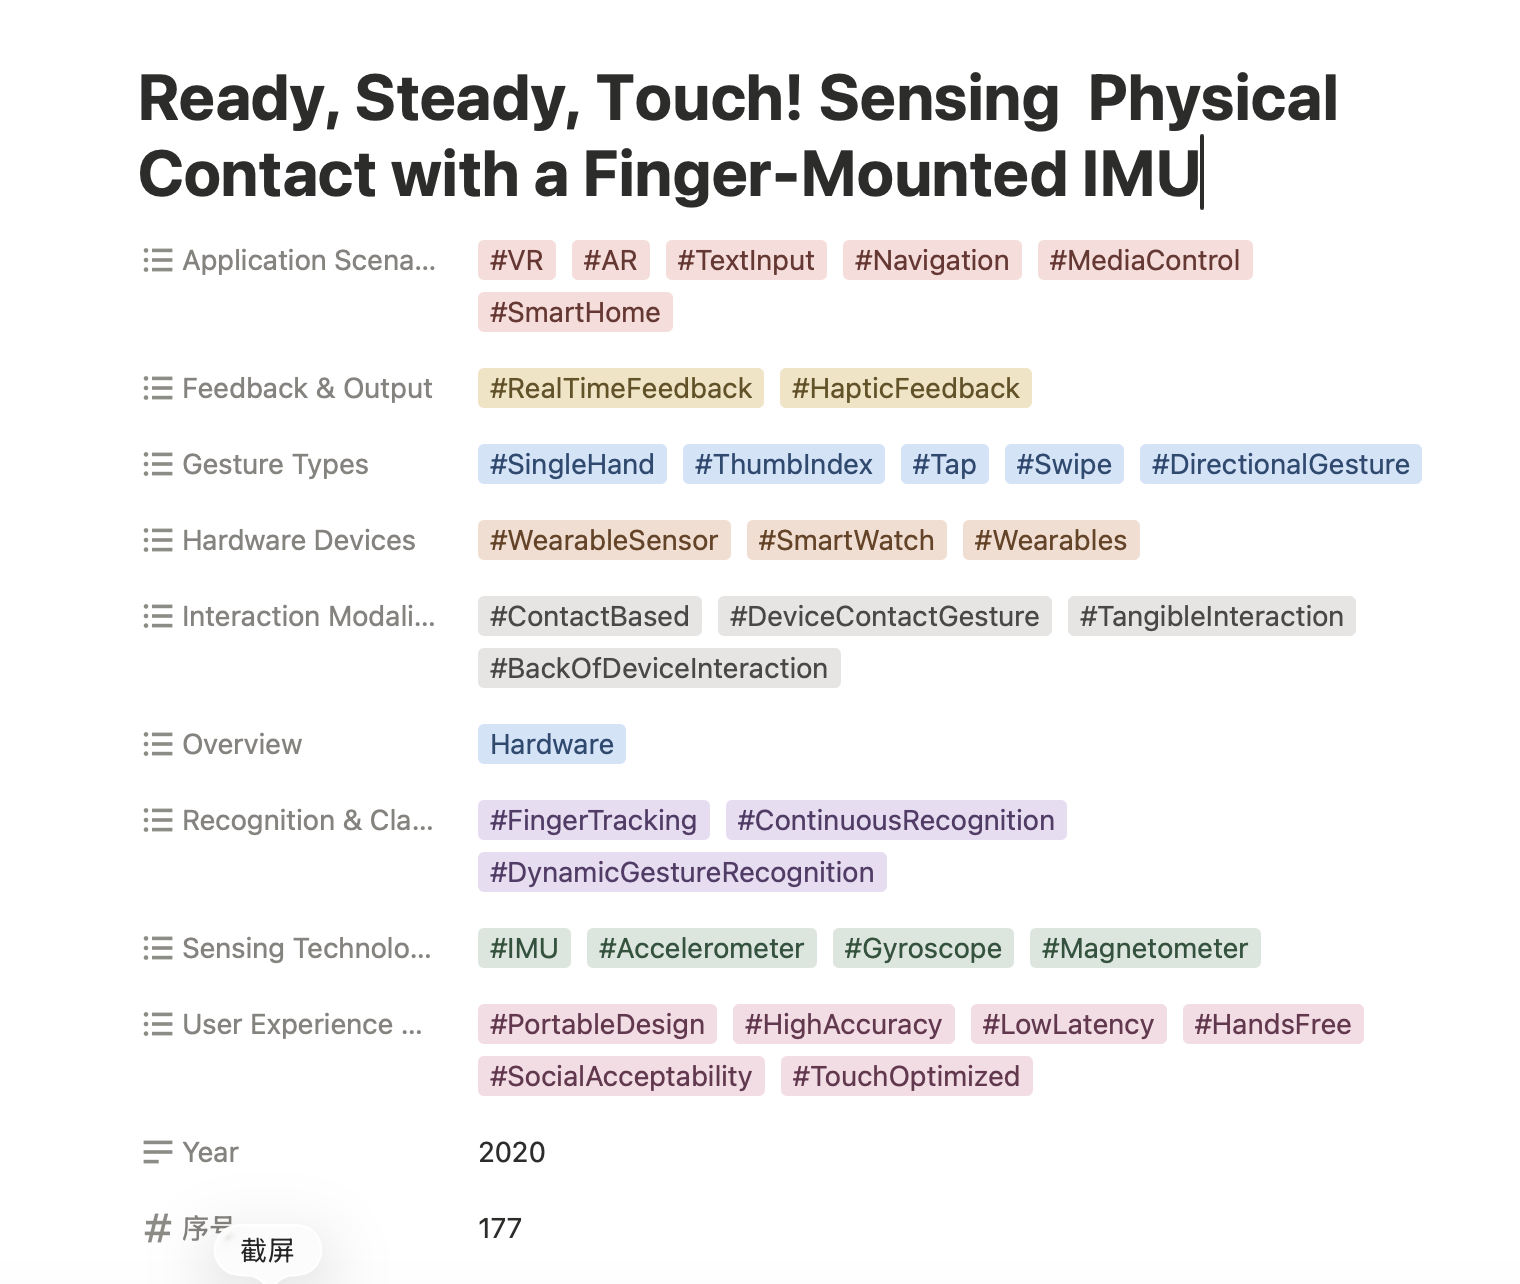 Ready, Steady, Touch! Sensing  Physical
Contact with a Finger-Mounted IMU
Application Scena... #VR #AR #TextInput #Navigation #MediaControl
#SmartHome
Feedback & Output #RealTimeFeedback #HapticFeedback
Gesture Types #SingleHand #ThumbIndex #Tap #Swipe #DirectionalGesture
Hardware Devices #WearableSensor #SmartWatch #Wearables
Interaction Modali... #ContactBased #DeviceContactGesture #TangibleInteraction
#BackOfDeviceInteraction
Overview Hardware
Recognition & Cla... #FingerTracking #ContinuousRecognition
#DynamicGestureRecognition
Sensing Technolo... #IMU #Accelerometer #Gyroscope #Magnetometer
User Experience ... #PortableDesign #HighAccuracy #LowLatency #HandsFree
#SocialAcceptability #TouchOptimized
Year 2020
序号 177
截屏